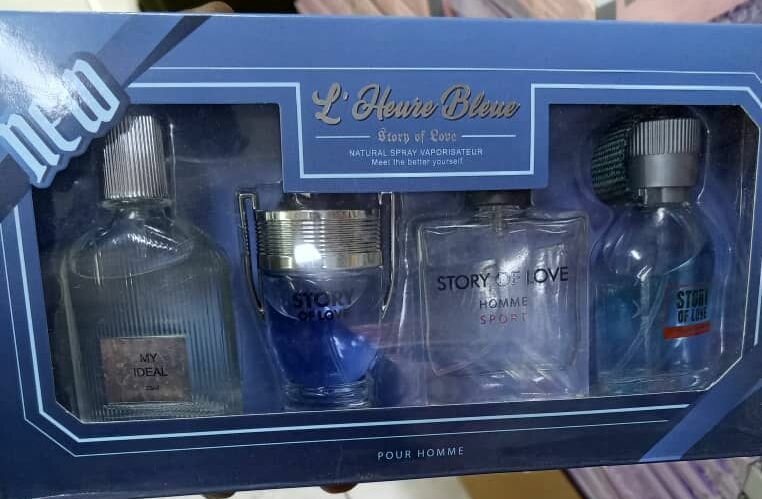 new
L'Heure Bleue
Story of Love
NATURAL SPRAY VAPORISATEUR
Meet the better yourself
MY
IDEAL
STORY
OF LOVE
STORY OF LOVE
HOMME
SPORT
STORY
OF LOVE
POUR HOMME